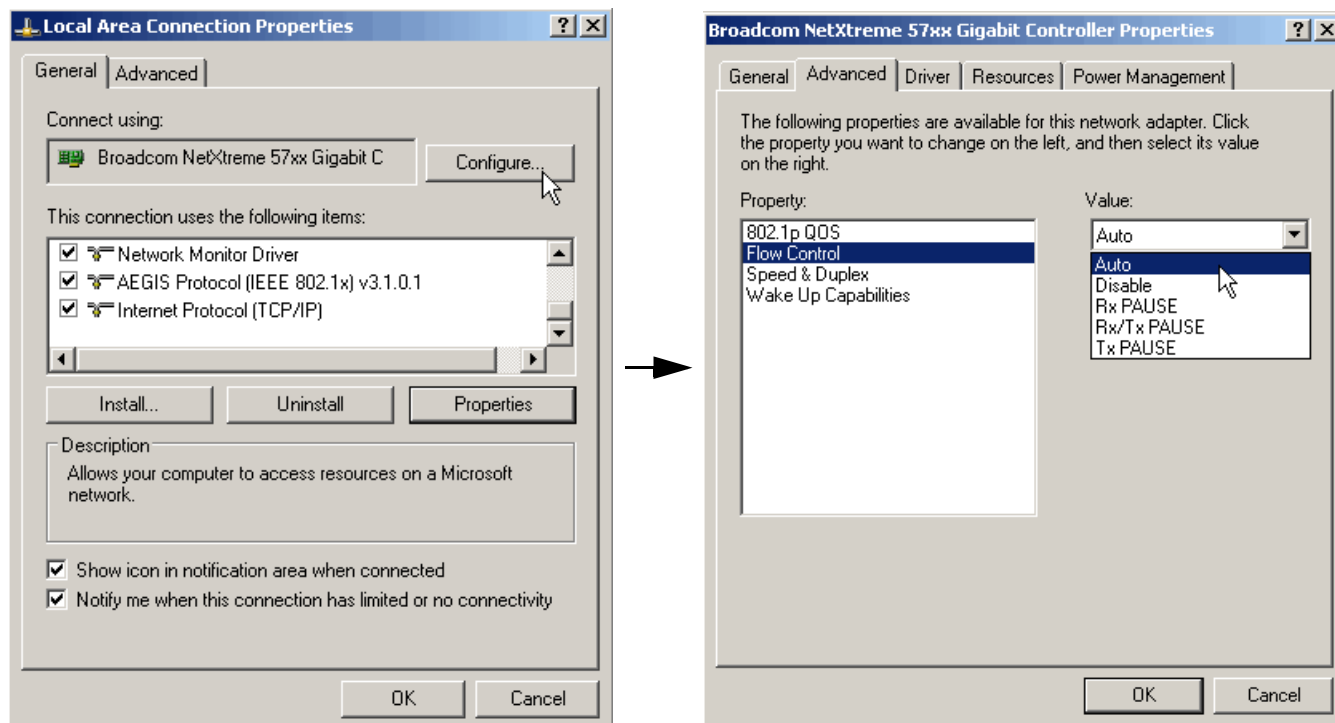 Local Area Connection Properties
General
Advanced
Connect using:
Broadcom NetXtreme 57xx Gigabit C
Configure...
This connection uses the following items:
Network Monitor Driver
AEGIS Protocol (IEEE 802.1x) v3.1.0.1
Internet Protocol (TCP/IP)
Install...
Uninstall
Properties
Description
Allows your computer to access resources on a Microsoft
network.
Show icon in notification area when connected
Notify me when this connection has limited or no connectivity
OK
Cancel
Broadcom NetXtreme 57xx Gigabit Controller Properties
General
Advanced
Driver
Resources
Power Management
The following properties are available for this network adapter. Click
the property you want to change on the left, and then select its value
on the right.
Property:
802.1p QOS
Flow Control
Speed & Duplex
Wake Up Capabilities
Value:
Auto
Auto
Disable
Rx PAUSE
Rx/Tx PAUSE
Tx PAUSE
OK
Cancel